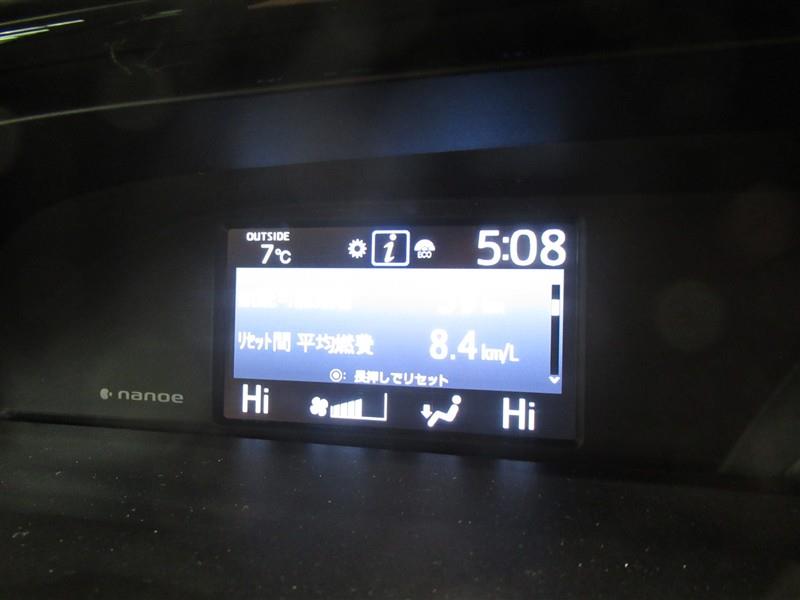 OUTSIDE
7℃
i
ECO
5:08
リセット間 平均燃費 8.4 km/L
◎: 長押しでリセット
nanoe
Hi
Hi